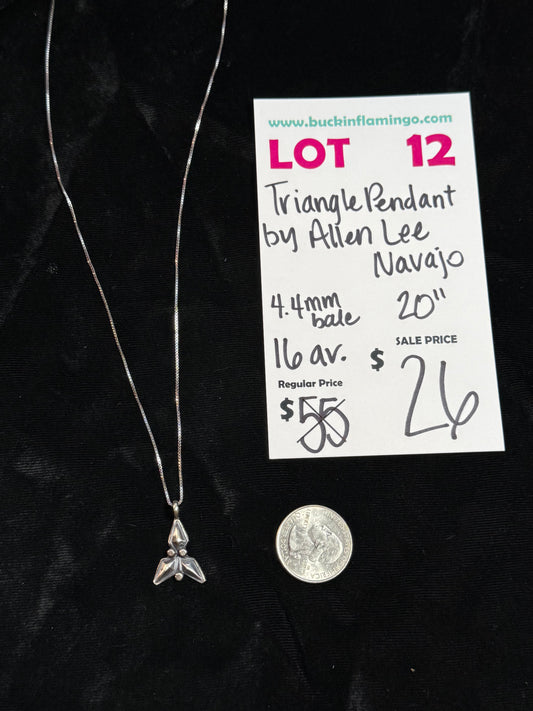 www.buckinflamingo.com
LOT 12
Triangle Pendant
by Allen Lee
Navajo
4.4mm bale 20"
16 av. SALE PRICE
Regular Price $ 26
$ 55